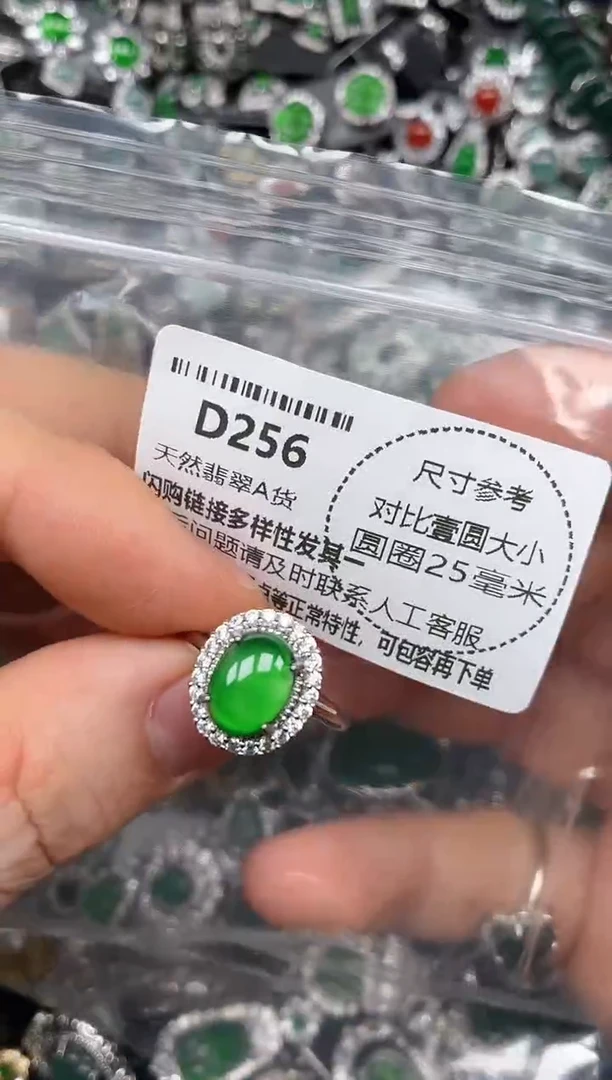 D256
天然翡翠A货
闪购链接多样性发其一
问题请及时联系人工客服
点等正常特性，可包容再下单
尺寸参考
对比壹圆大小
圆圈25毫米